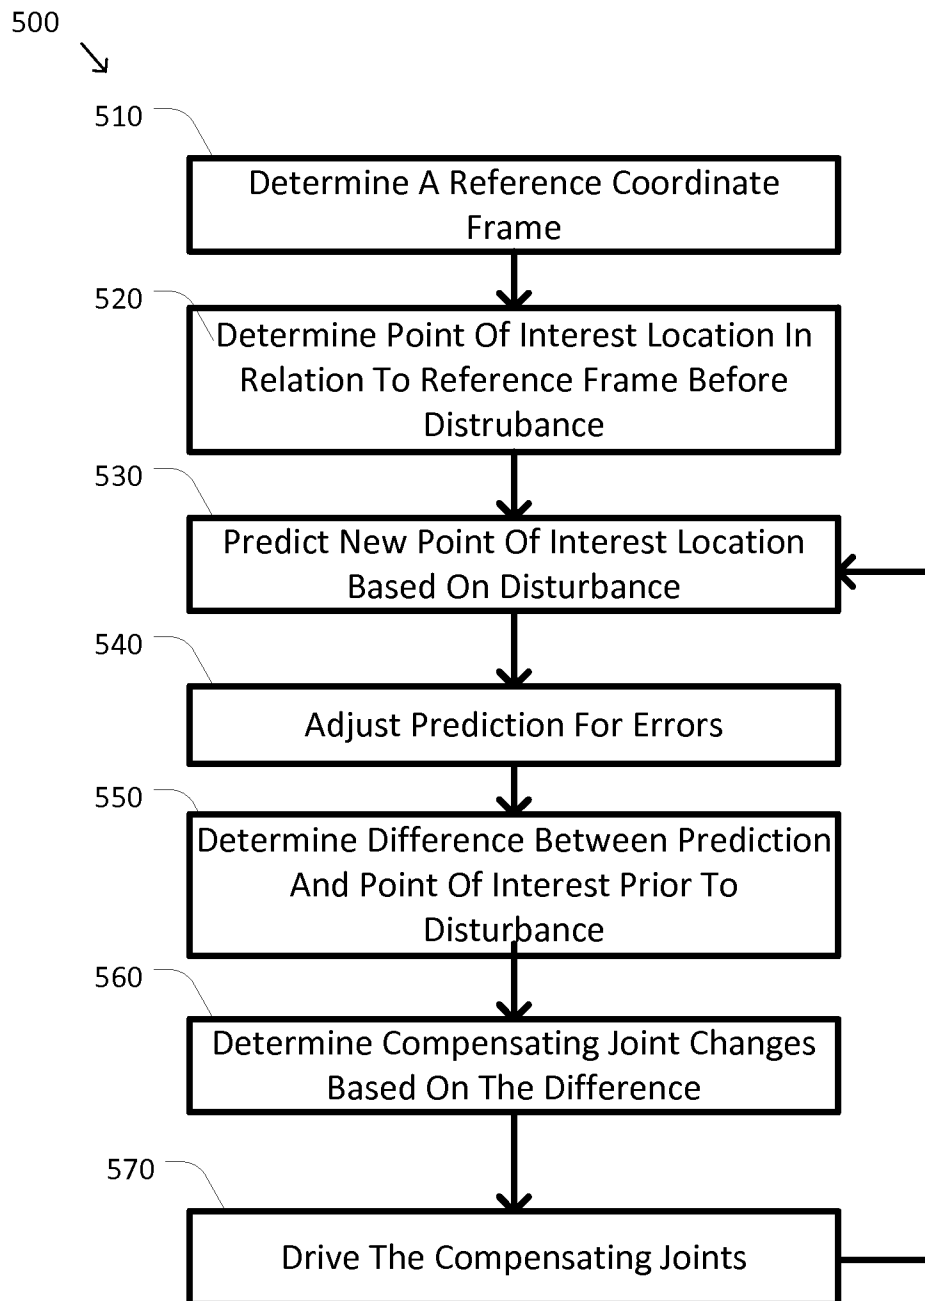 500
510
Determine A Reference Coordinate
Frame
520
Determine Point Of Interest Location In
Relation To Reference Frame Before
Distrubance
530
Predict New Point Of Interest Location
Based On Disturbance
540
Adjust Prediction For Errors
550
Determine Difference Between Prediction
And Point Of Interest Prior To
Disturbance
560
Determine Compensating Joint Changes
Based On The Difference
570
Drive The Compensating Joints